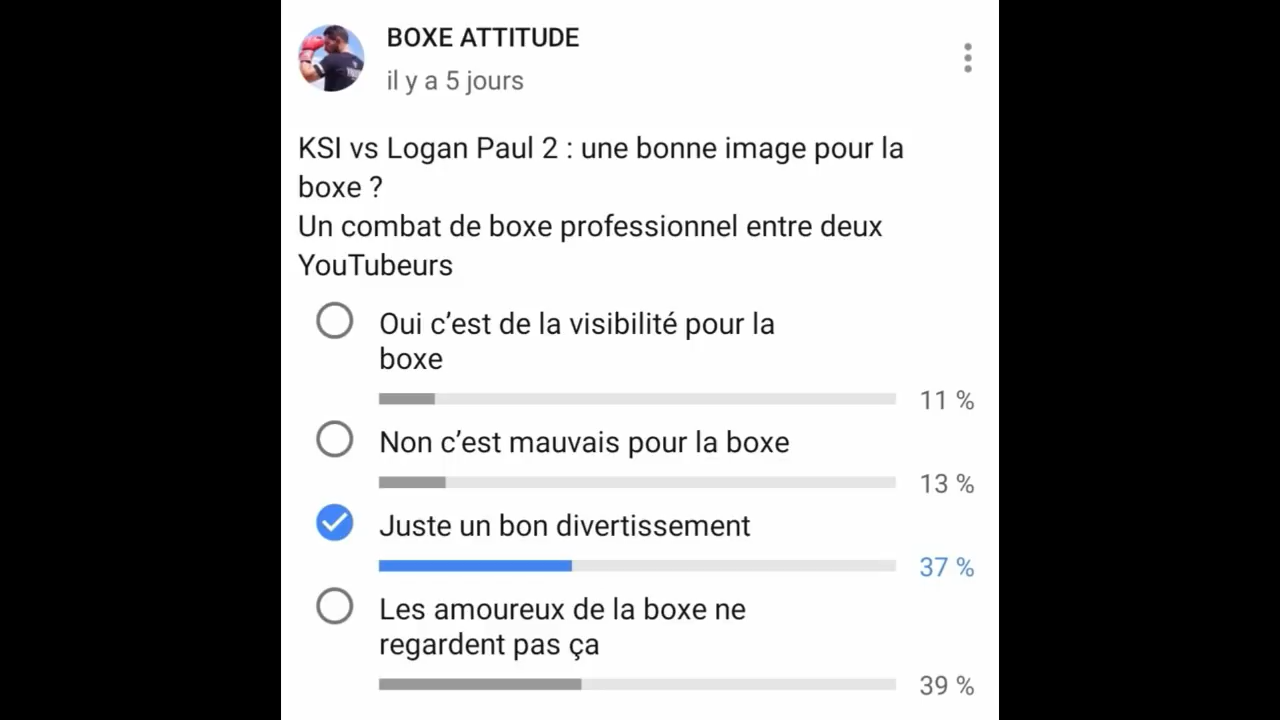 BOXE ATTITUDE
il y a 5 jours
KSI vs Logan Paul 2 : une bonne image pour la
boxe ?
Un combat de boxe professionnel entre deux
YouTubeurs
Oui c’est de la visibilité pour la
boxe
11 %
Non c’est mauvais pour la boxe
13 %
Juste un bon divertissement
37 %
Les amoureux de la boxe ne
regardent pas ça
39 %